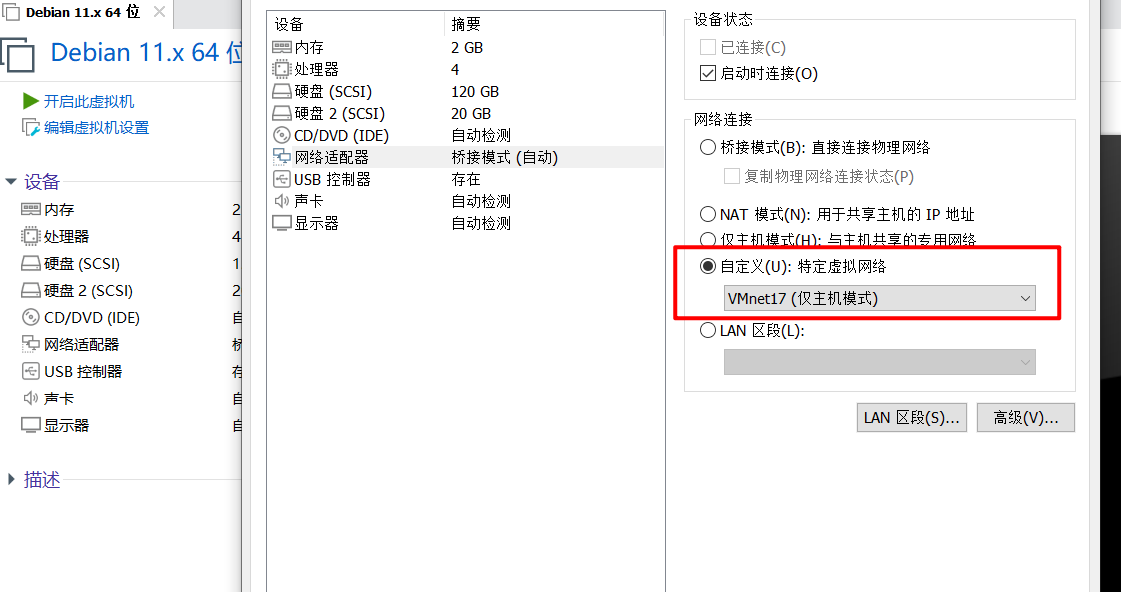 Debian 11.x 64 位
Debian 11.x 64 位
开启此虚拟机
编辑虚拟机设置
设备
内存 2
处理器 4
硬盘 (SCSI) 1
硬盘 2 (SCSI) 2
CD/DVD (IDE) 自
网络适配器
USB 控制器 存
声卡 自
显示器 自
描述
设备 摘要
内存 2 GB
处理器 4
硬盘 (SCSI) 120 GB
硬盘 2 (SCSI) 20 GB
CD/DVD (IDE) 自动检测
网络适配器 桥接模式 (自动)
USB 控制器 存在
声卡 自动检测
显示器 自动检测
设备状态
已连接(C)
启动时连接(O)
网络连接
桥接模式(B): 直接连接物理网络
复制物理网络连接状态(P)
NAT 模式(N): 用于共享主机的 IP 地址
仅主机模式(H): 与主机共享的专用网络
自定义(U): 特定虚拟网络
VMnet17 (仅主机模式)
LAN 区段(L):
LAN 区段(S)...
高级(V)...